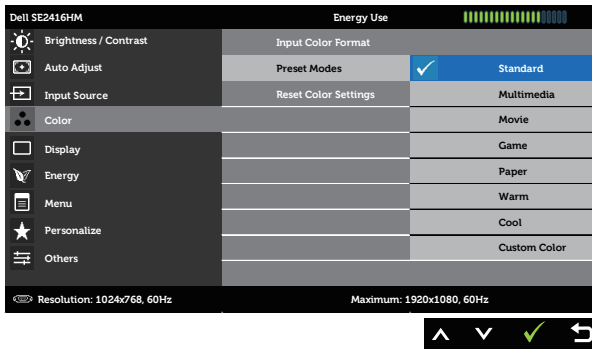 Dell SE2416HM Energy Use
Brightness / Contrast Input Color Format
Auto Adjust Preset Modes Standard
Input Source Reset Color Settings Multimedia
Color Movie
Display Game
Energy Paper
Menu Warm
Personalize Cool
Others Custom Color
Resolution: 1024x768, 60Hz Maximum: 1920x1080, 60Hz